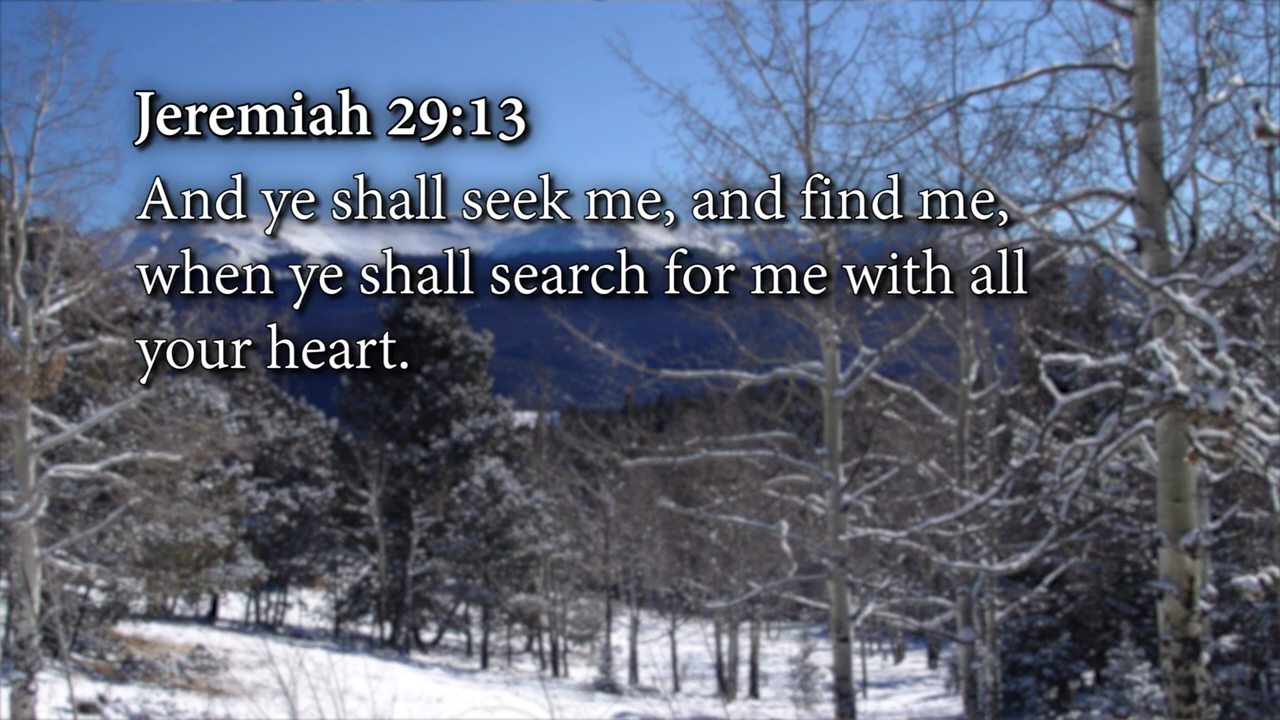 Jeremiah 29:13
And ye shall seek me, and find me,
when ye shall search for me with all
your heart.